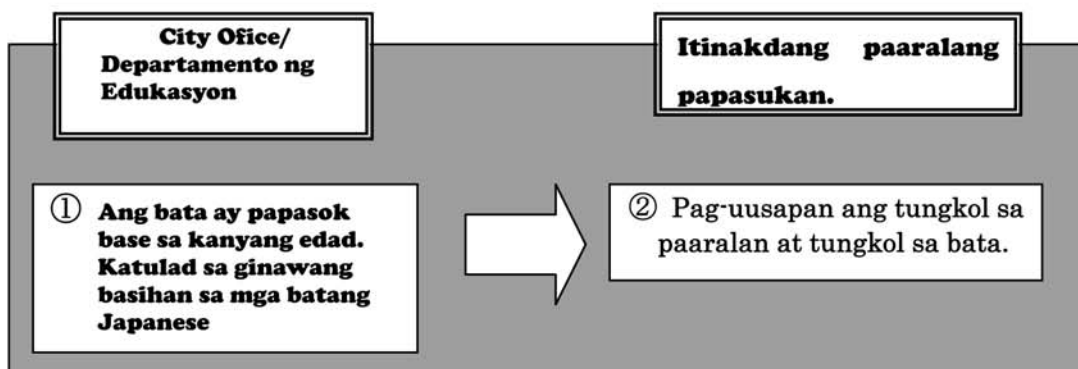 City Ofice/
Departamento ng
Edukasyon
Itinakdang paaralang
papasukan.
① Ang bata ay papasok
base sa kanyang edad.
Katulad sa ginawang
basihan sa mga batang
Japanese
② Pag-uusapan ang tungkol sa
paaralan at tungkol sa bata.